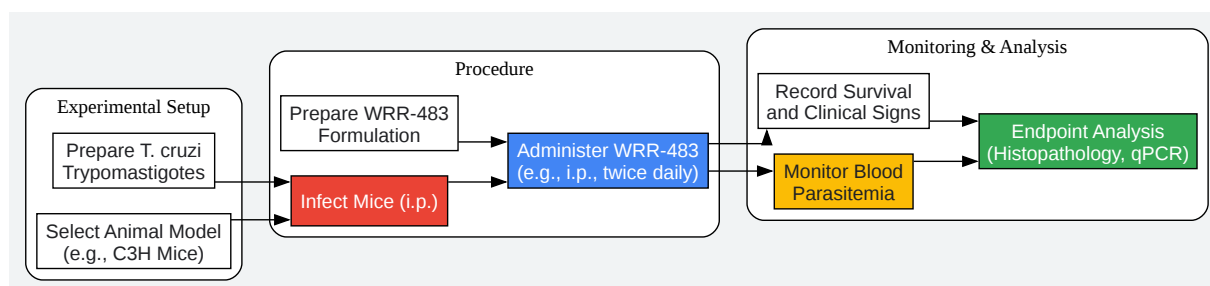 Experimental Setup
Prepare T. cruzi
Trypomastigotes
Select Animal Model
(e.g., C3H Mice)
Procedure
Prepare WRR-483
Formulation
Infect Mice (i.p.)
Administer WRR-483
(e.g., i.p., twice daily)
Monitoring & Analysis
Record Survival
and Clinical Signs
Monitor Blood
Parasitemia
Endpoint Analysis
(Histopathology, qPCR)